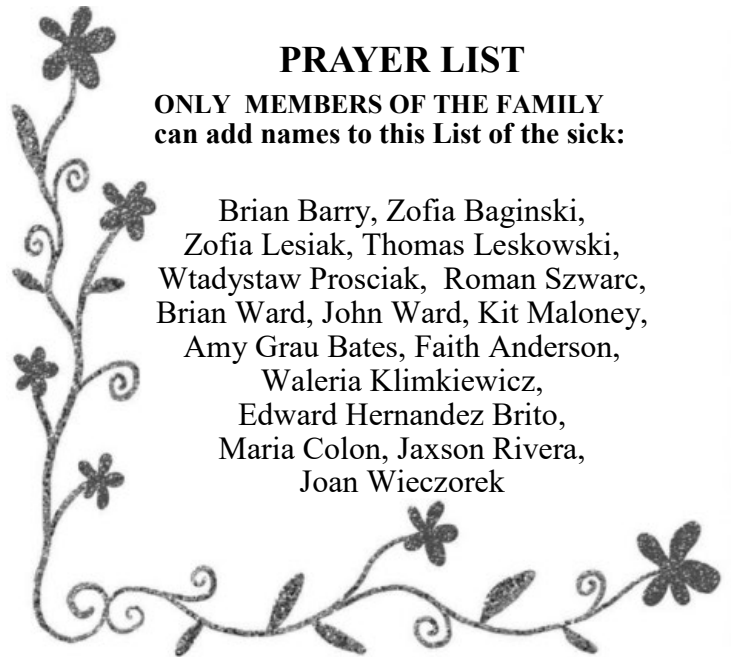 PRAYER LIST
ONLY MEMBERS OF THE FAMILY
can add names to this List of the sick:
Brian Barry, Zofia Baginski,
Zofia Lesiak, Thomas Leskowski,
Wtadystaw Prosciak, Roman Szwarc,
Brian Ward, John Ward, Kit Maloney,
Amy Grau Bates, Faith Anderson,
Waleria Klimkiewicz,
Edward Hernandez Brito,
Maria Colon, Jaxson Rivera,
Joan Wieczorek